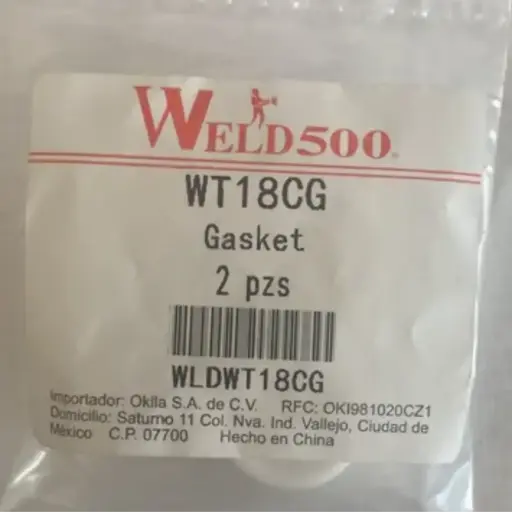 WELD500
WT18CG
Gasket
2 pzs
WLDWT18CG
Importador: Okila S.A. de C.V. RFC: OKI981020CZ1
Domicilio: Saturno 11 Col. Nva. Ind. Vallejo, Ciudad de
México C.P. 07700 Hecho en China